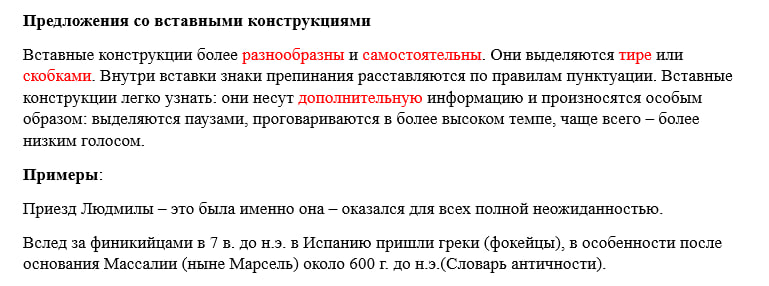 Предложения со вставными конструкциями
Вставные конструкции более разнообразны и самостоятельны. Они выделяются тире или
скобками. Внутри вставки знаки препинания расставляются по правилам пунктуации. Вставные
конструкции легко узнать: они несут дополнительную информацию и произносятся особым
образом: выделяются паузами, проговариваются в более высоком темпе, чаще всего – более
низким голосом.
Примеры:
Приезд Людмилы – это была именно она – оказался для всех полной неожиданностью.
Вслед за финикийцами в 7 в. до н.э. в Испанию пришли греки (фокейцы), в особенности после
основания Массалии (ныне Марсель) около 600 г. до н.э.(Словарь античности).